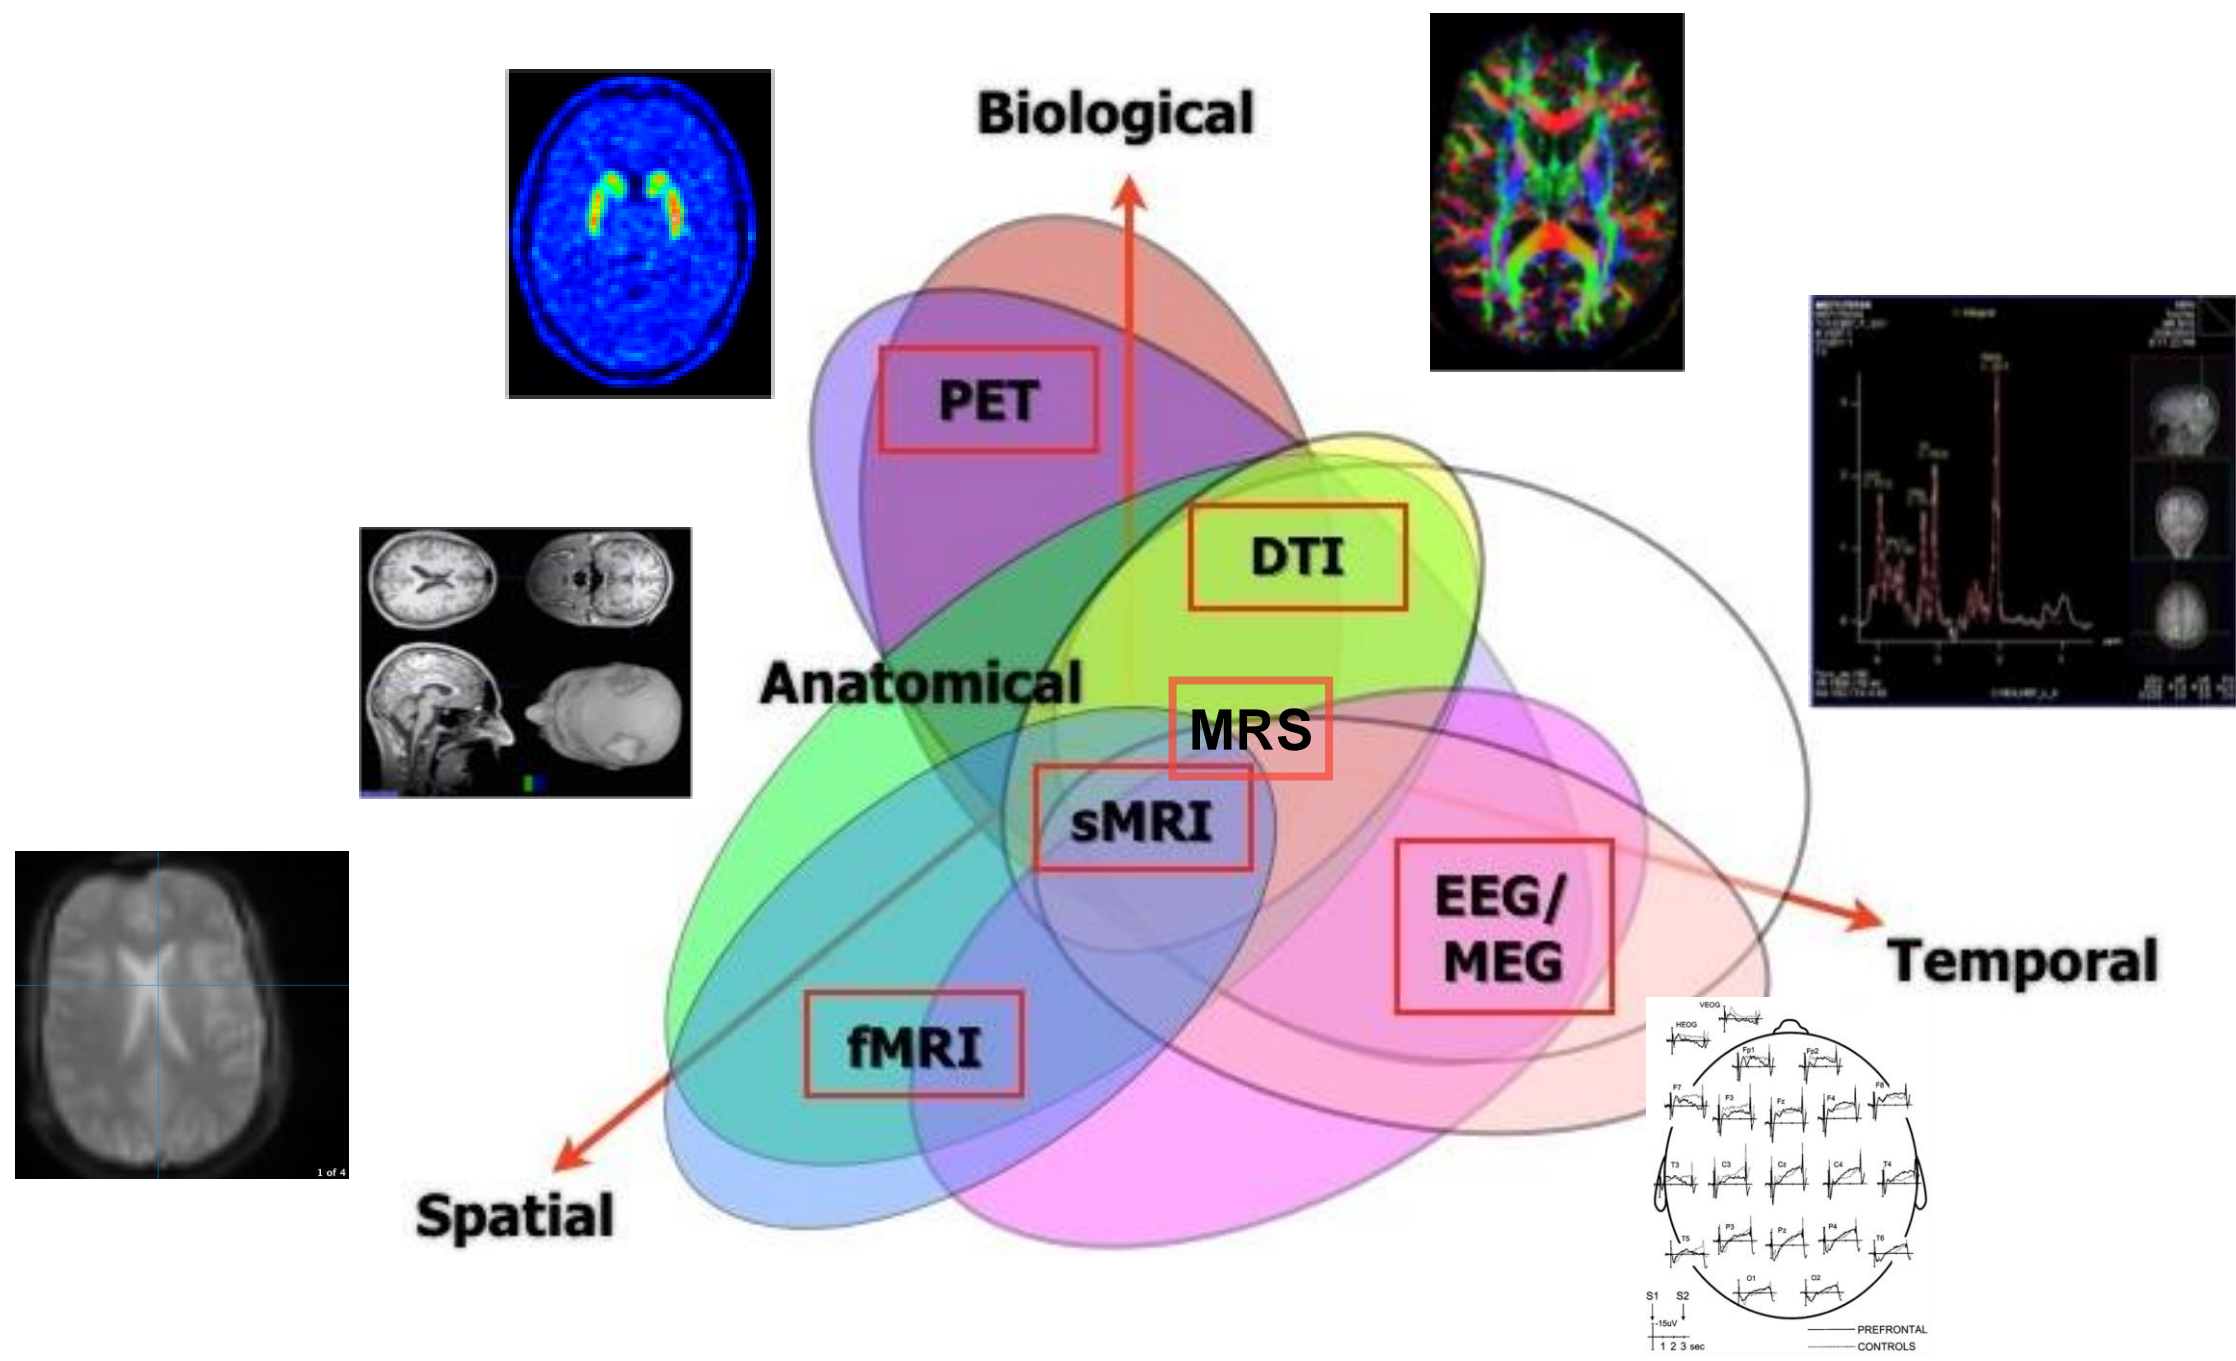 Biological
PET
DTI
Anatomical
MRS
sMRI
EEG/
MEG
Temporal
fMRI
1 of 4
Spatial
VEOG
HEOG
Fp1 Fp2
F7 F3 Fz F4 F8
T3 C3 Cz C4 T4
T5 P3 Pz P4 T6
O1 O2
S1 S2
-15uV
1 2 3 sec
PREFRONTAL
CONTROLS